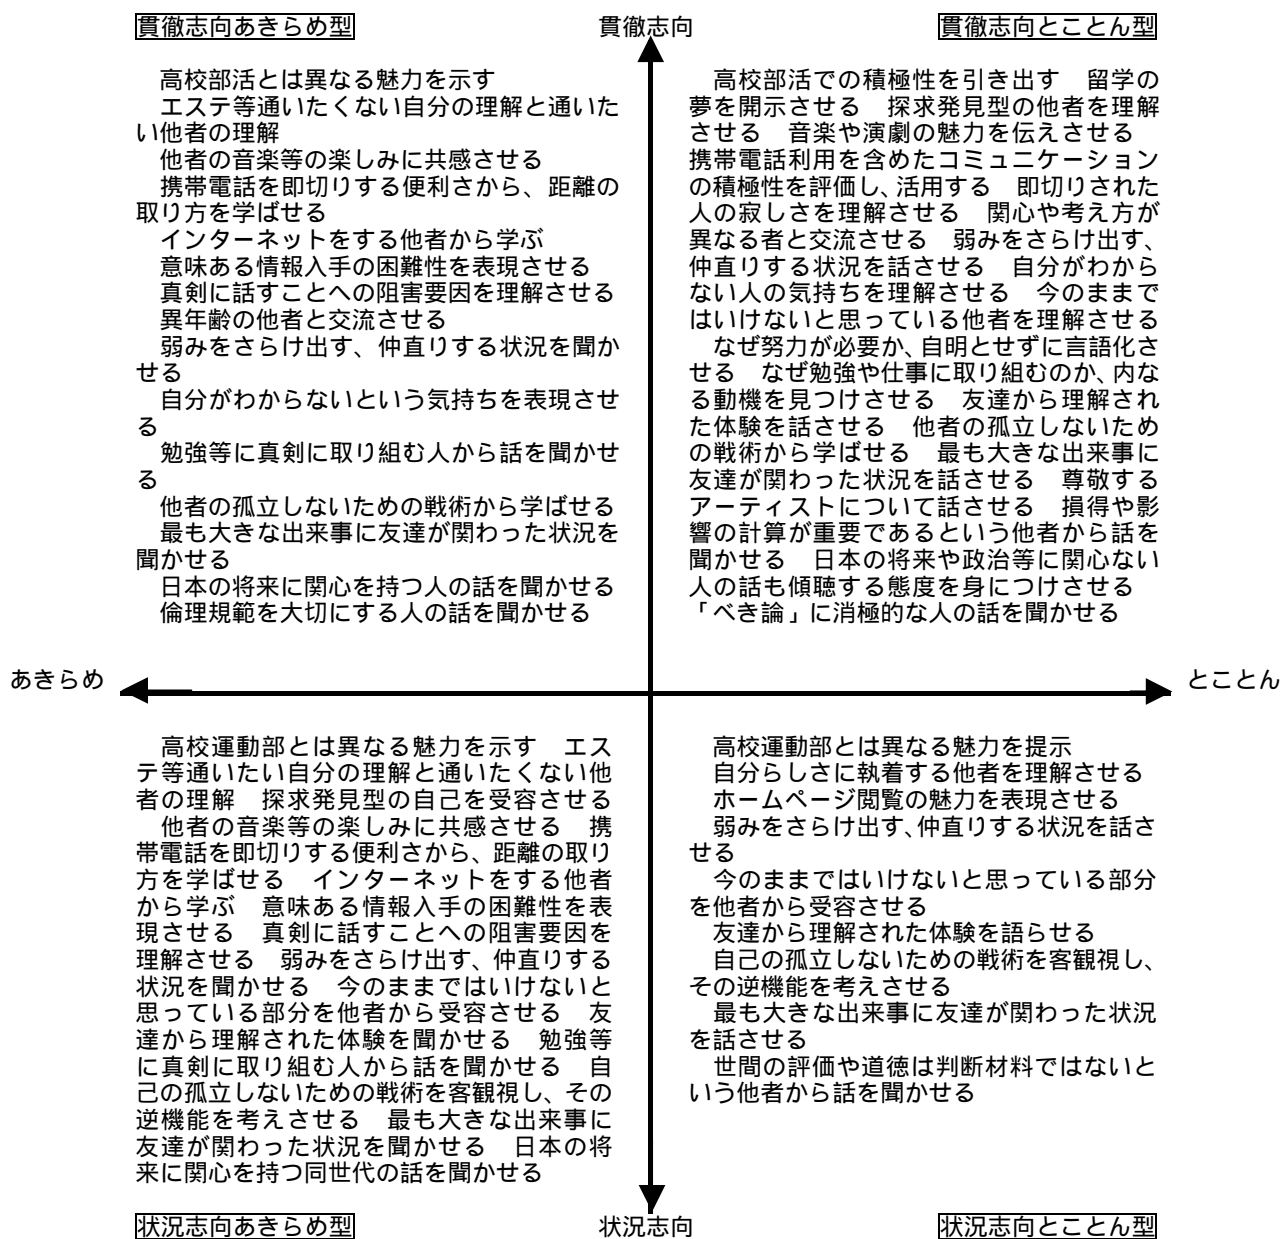 貫徹志向あきらめ型
貫徹志向
貫徹志向とことん型
高校部活とは異なる魅力を示す
エステ等通いたくない自分の理解と通いた
い他者の理解
他者の音楽等の楽しみに共感させる
携帯電話を即切りする便利さから、距離の
取り方を学ばせる
インターネットをする他者から学ぶ
意味ある情報入手の困難性を表現させる
真剣に話すことへの阻害要因を理解させる
異年齢の他者と交流させる
弱みをさらけ出す、仲直りする状況を聞か
せる
自分がわからないという気持ちを表現させ
る
勉強等に真剣に取り組む人から話を聞かせ
る
他者の孤立しないための戦術から学ばせる
最も大きな出来事に友達が関わった状況を
聞かせる
日本の将来に関心を持つ人の話を聞かせる
倫理規範を大切にする人の話を聞かせる
高校部活での積極性を引き出す　留学の
夢を開示させる　探求発見型の他者を理解
させる　音楽や演劇の魅力を伝えさせる
携帯電話利用を含めたコミュニケーション
の積極性を評価し、活用する　即切りされた
人の寂しさを理解させる　関心や考え方が
異なる者と交流させる　弱みをさらけ出す、
仲直りする状況を話させる　自分がわから
ない人の気持ちを理解させる　今のままで
はいけないと思っている他者を理解させる
なぜ努力が必要か、自明とせずに言語化さ
せる　なぜ勉強や仕事に取り組むのか、内な
る動機を見つけさせる　友達から理解され
た体験を話させる　他者の孤立しないため
の戦術から学ばせる　最も大きな出来事に
友達が関わった状況を話させる　尊敬する
アーティストについて話させる　損得や影
響の計算が重要であるという他者から話を
聞かせる　日本の将来や政治等に関心ない
人の話も傾聴する態度を身につけさせる
「べき論」に消極的な人の話を聞かせる
あきらめ
とことん
高校運動部とは異なる魅力を示す　エス
テ等通いたい自分の理解と通いたくない他
者の理解　探求発見型の自己を受容させる
他者の音楽等の楽しみに共感させる　携
帯電話を即切りする便利さから、距離の取り
方を学ばせる　インターネットをする他者
から学ぶ　意味ある情報入手の困難性を表
現させる　真剣に話すことへの阻害要因を
理解させる　弱みをさらけ出す、仲直りする
状況を聞かせる　今のままではいけないと
思っている部分を他者から受容させる　友
達から理解された体験を聞かせる　勉強等
に真剣に取り組む人から話を聞かせる　自
己の孤立しないための戦術を客観視し、その
逆機能を考えさせる　最も大きな出来事に
友達が関わった状況を聞かせる　日本の将
来に関心を持つ同世代の話を聞かせる
高校運動部とは異なる魅力を提示
自分らしさに執着する他者を理解させる
ホームページ閲覧の魅力を表現させる
弱みをさらけ出す、仲直りする状況を話さ
せる
今のままではいけないと思っている部分
を他者から受容させる
友達から理解された体験を語らせる
自己の孤立しないための戦術を客観視し、
その逆機能を考えさせる
最も大きな出来事に友達が関わった状況
を話させる
世間の評価や道徳は判断材料ではないと
いう他者から話を聞かせる
状況志向あきらめ型
状況志向
状況志向とことん型